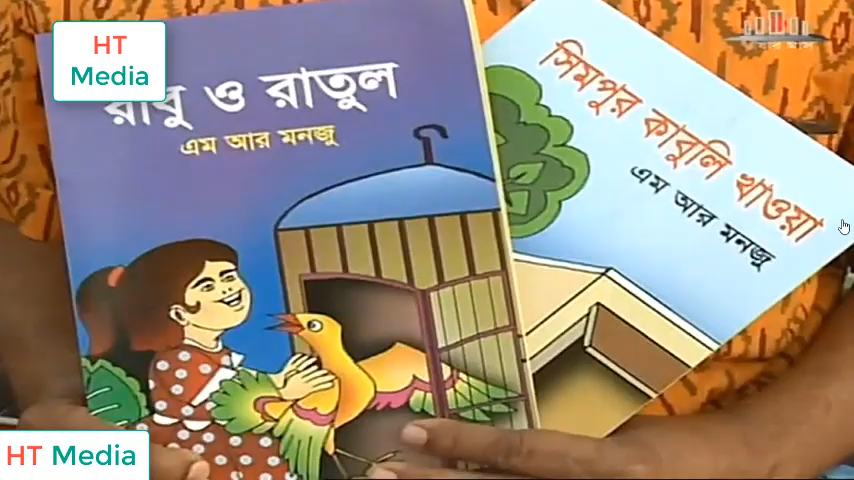 HT
Media
রাবু ও রাতুল
এম আর মনজু
সিমপুর কাবুলি খাওয়া
এম আর মনজু
HT Media